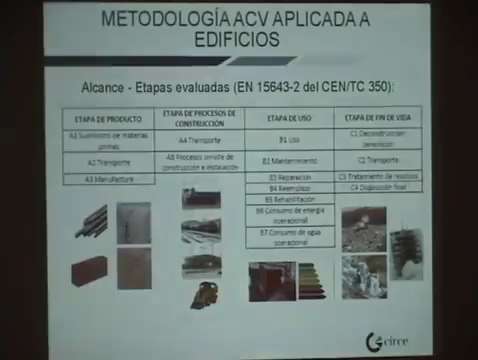 METODOLOGÍA ACV APLICADA A
EDIFICIOS
Alcance - Etapas evaluadas (EN 15643-2 del CEN/TC 350):
ETAPA DE PRODUCTO
ETAPA DE PROCESOS DE
CONSTRUCCIÓN
ETAPA DE USO
ETAPA DE FIN DE VIDA
A1 Suministro de materias
primas
A4 Transporte
B1 Uso
C1 Deconstrucción
demolición
A2 Transporte
A5 Procesos on-site de
construcción e instalación
B2 Mantenimiento
C2 Transporte
A3 Manufactura
B3 Reparación
C3 Tratamiento de residuos
B4 Reemplazo
C4 Disposición final
B5 Rehabilitación
B6 Consumo de energía
operacional
B7 Consumo de agua
operacional
circe